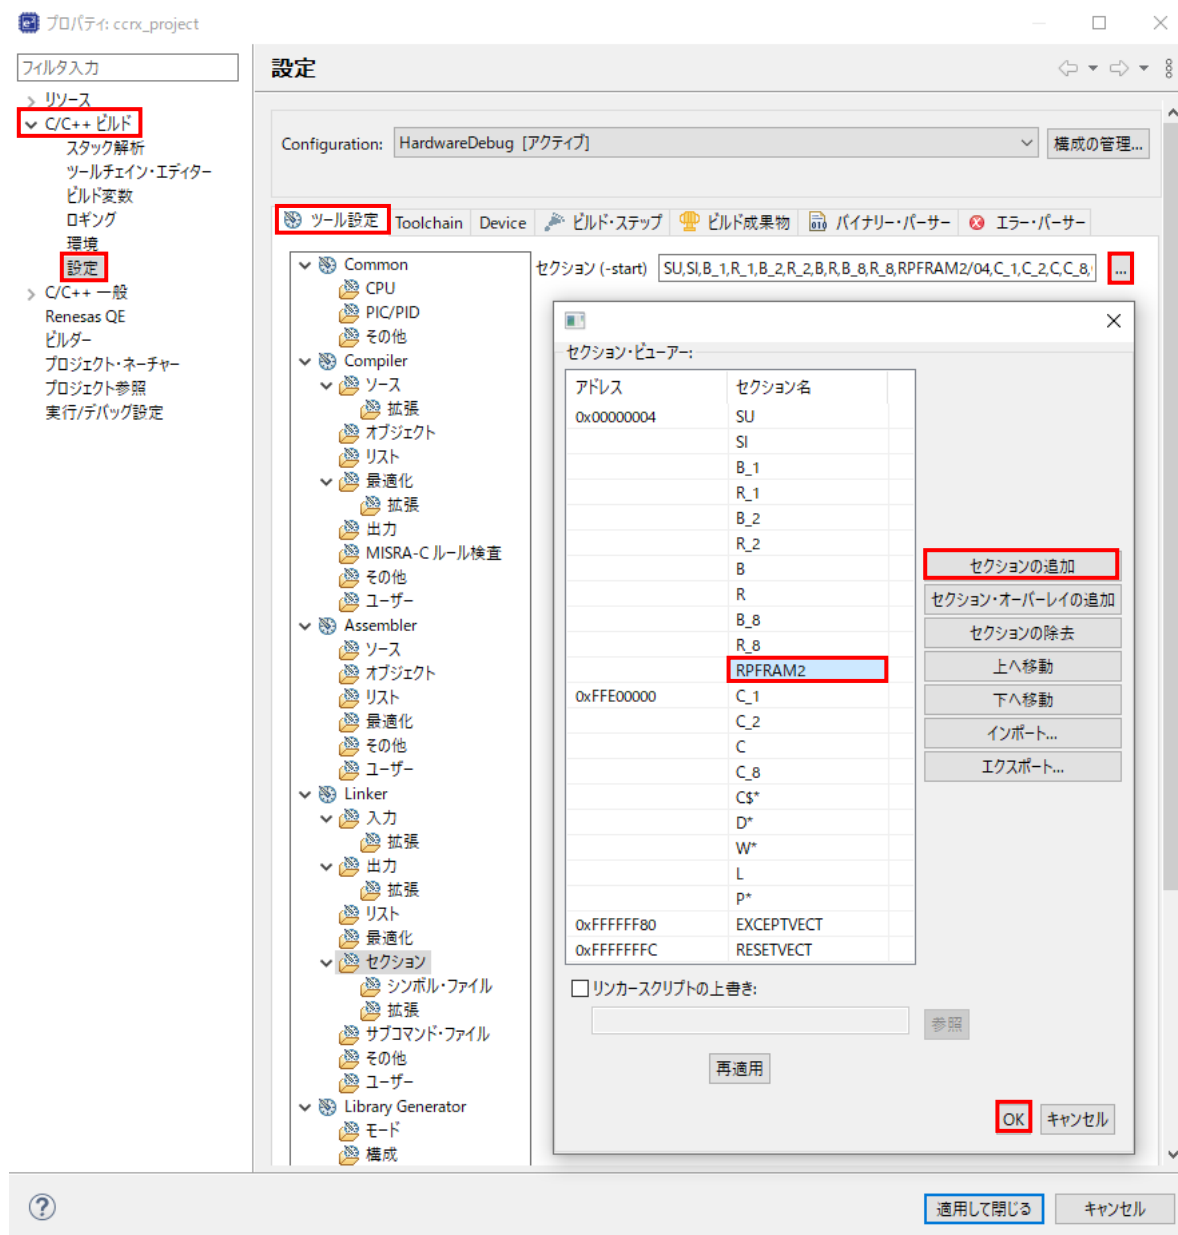 プロパティ: ccrx_project
フィルタ入力
設定
リソース
C/C++ ビルド
スタック解析
ツールチェイン・エディター
ビルド変数
ロギング
環境
設定
C/C++ 一般
Renesas QE
ビルダー
プロジェクト・ネーチャー
プロジェクト参照
実行/デバッグ設定
Configuration: HardwareDebug [アクティブ] 構成の管理...
ツール設定 Toolchain Device ビルド・ステップ ビルド成果物 バイナリー・パーサー エラー・パーサー
Common
CPU
PIC/PID
その他
Compiler
ソース
拡張
オブジェクト
リスト
最適化
拡張
出力
MISRA-C ルール検査
その他
ユーザー
Assembler
ソース
オブジェクト
リスト
最適化
その他
ユーザー
Linker
入力
拡張
出力
拡張
リスト
最適化
セクション
シンボル・ファイル
拡張
サブコマンド・ファイル
その他
ユーザー
Library Generator
モード
構成
セクション (-start) SU,SI,B_1,R_1,B_2,R_2,B,R,B_8,R_8,RPFRAM2/04,C_1,C_2,C,C_8, ...
セクション・ビューアー:
アドレス セクション名
0x00000004 SU
SI
B_1
R_1
B_2
R_2
B
R
B_8
R_8
RPFRAM2
0xFFE00000 C_1
C_2
C
C_8
C$*
D*
W*
L
P*
0xFFFFFF80 EXCEPTVECT
0xFFFFFFFC RESETVECT
セクションの追加
セクション・オーバーレイの追加
セクションの除去
上へ移動
下へ移動
インポート...
エクスポート...
リンカースクリプトの上書き:
参照
再適用
OK キャンセル
適用して閉じる キャンセル